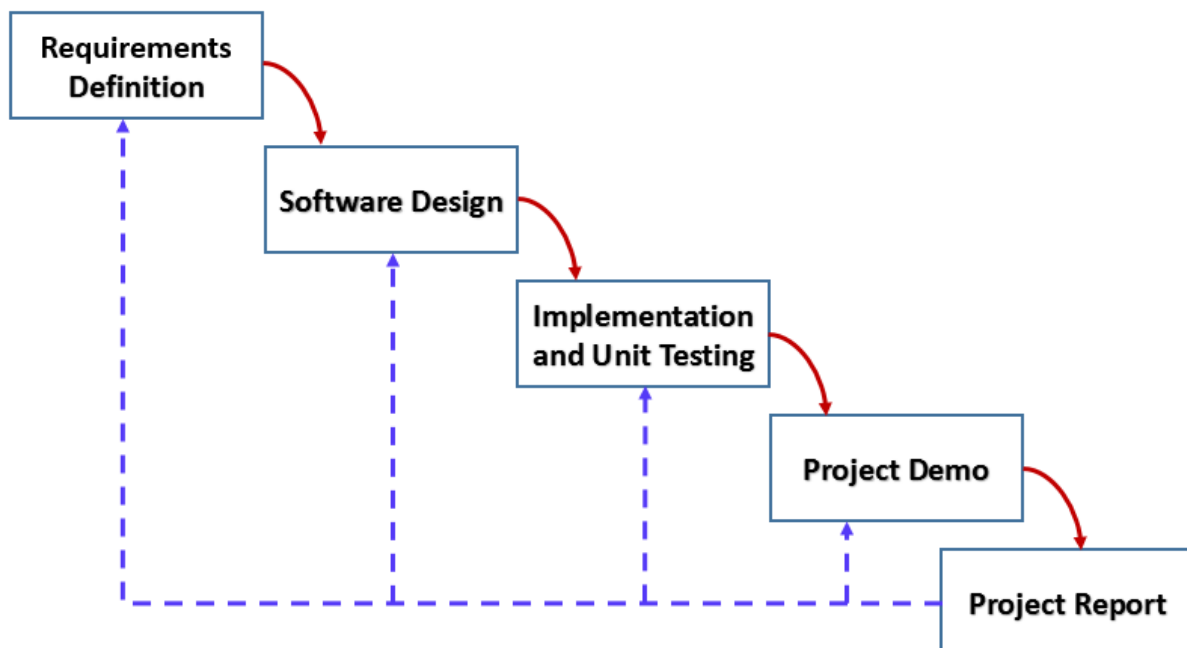 Requirements
Definition
Software Design
Implementation
and Unit Testing
Project Demo
Project Report